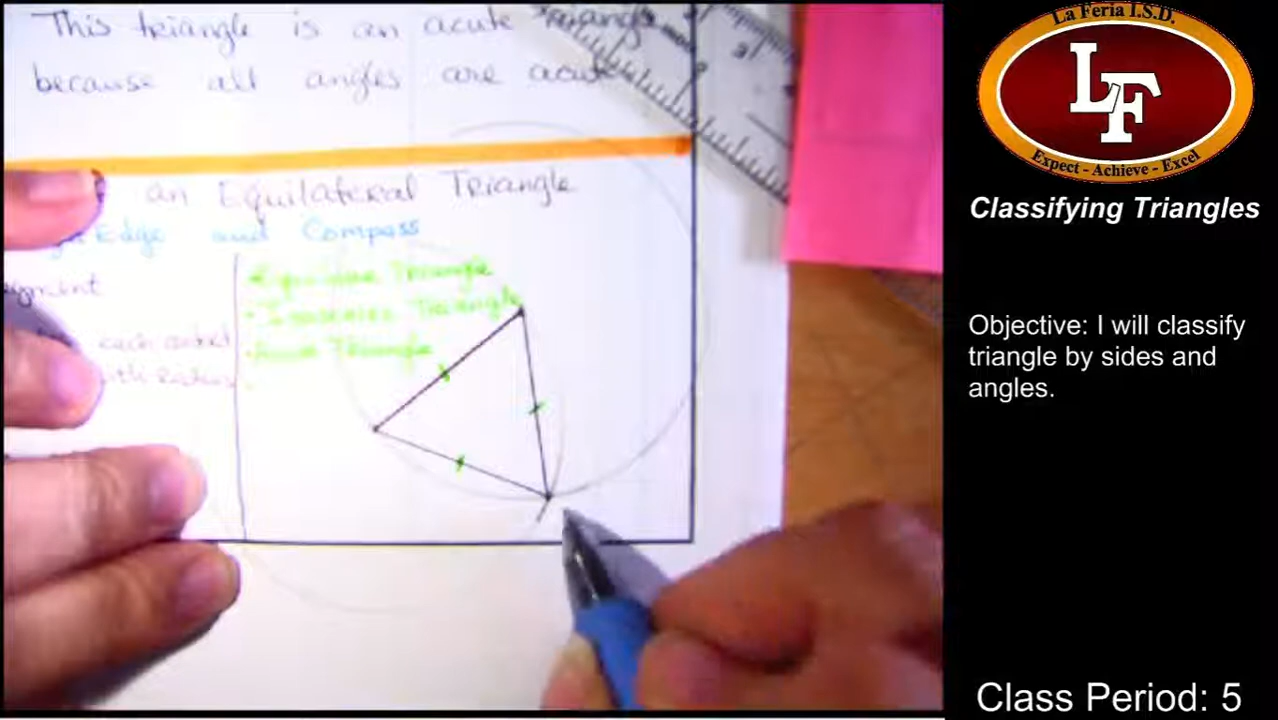 This triangle is an acute Triangle
because all angles are acute
an Equilateral Triangle
Edge and Compass
Equilateral Triangle
• Isosceles Triangle
• Acute Triangle
•
each
La Feria I.S.D.
LF
Expect - Achieve - Excel
Classifying Triangles
Objective: I will classify
triangle by sides and
angles.
Class Period: 5